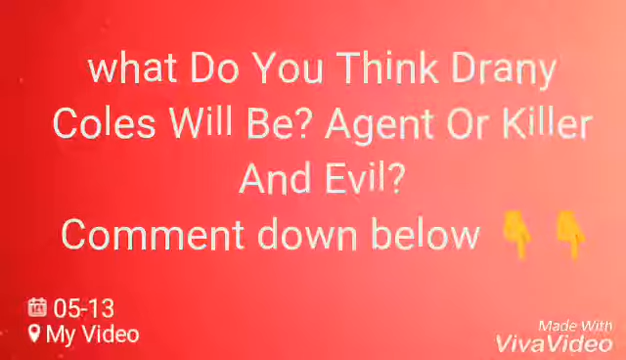 what Do You Think Drany
Coles Will Be? Agent Or Killer
And Evil?
Comment down below 👇 👇
05-13
My Video
Made With
VivaVideo